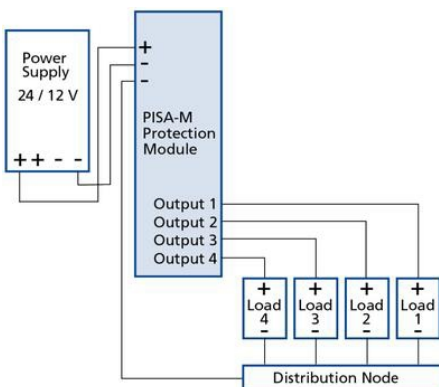 Power
Supply
24 / 12 V
+ + - -
+
-
-
PISA-M
Protection
Module
Output 1
Output 2
Output 3
Output 4
+ + + +
Load Load Load Load
4 3 2 1
- - - -
Distribution Node